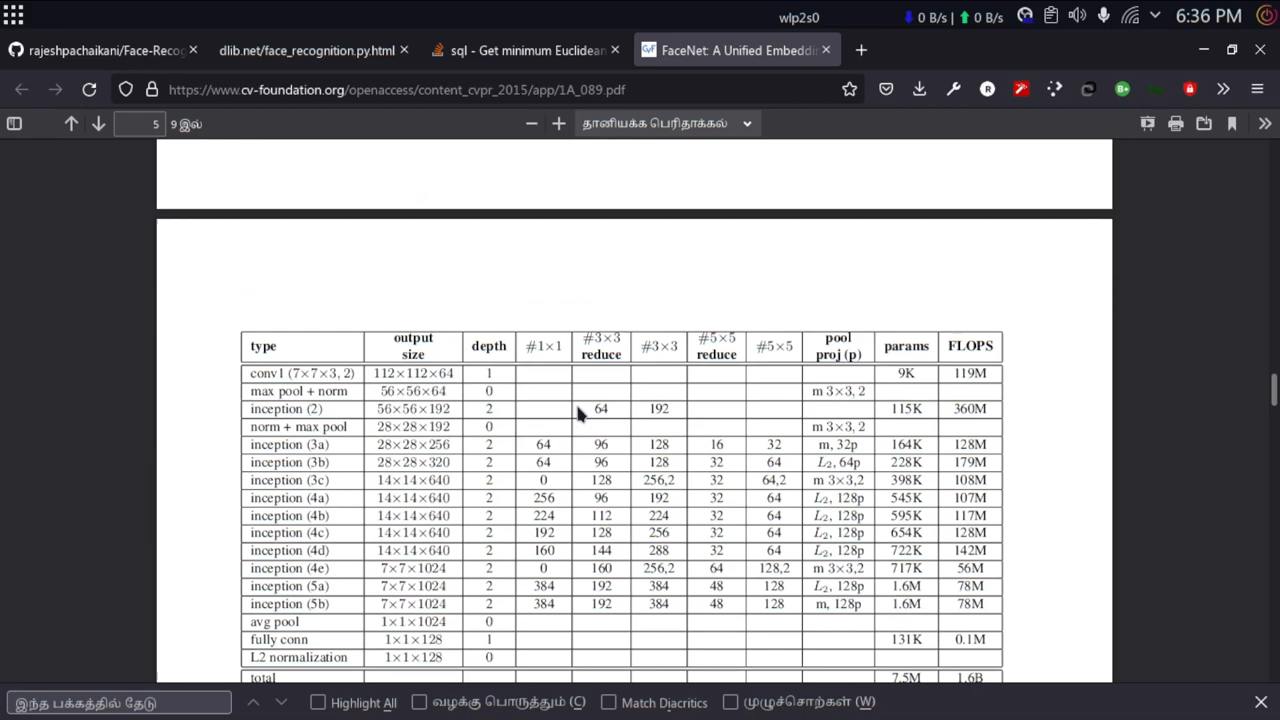 wlp2s0
0 B/s 0 B/s 6:36 PM
rajeshpachaikani/Face-Recog
dlib.net/face_recognition.py.html
sql - Get minimum Euclidean
FaceNet: A Unified Embeddin
https://www.cv-foundation.org/openaccess/content_cvpr_2015/app/1A_089.pdf
5 9 இல் தானியக்க பெரிதாக்கல்
type output size depth #1×1 #3×3 reduce #3×3 #5×5 reduce #5×5 pool proj (p) params FLOPS
conv1 (7×7×3, 2) 112×112×64 1 9K 119M
max pool + norm 56×56×64 0 m 3×3, 2
inception (2) 56×56×192 2 64 192 115K 360M
norm + max pool 28×28×192 0 m 3×3, 2
inception (3a) 28×28×256 2 64 96 128 16 32 m, 32p 164K 128M
inception (3b) 28×28×320 2 64 96 128 32 64 L2, 64p 228K 179M
inception (3c) 14×14×640 2 0 128 256,2 32 64,2 m 3×3,2 398K 108M
inception (4a) 14×14×640 2 256 96 192 32 64 L2, 128p 545K 107M
inception (4b) 14×14×640 2 224 112 224 32 64 L2, 128p 595K 117M
inception (4c) 14×14×640 2 192 128 256 32 64 L2, 128p 654K 128M
inception (4d) 14×14×640 2 160 144 288 32 64 L2, 128p 722K 142M
inception (4e) 7×7×1024 2 0 160 256,2 64 128,2 m 3×3,2 717K 56M
inception (5a) 7×7×1024 2 384 192 384 48 128 L2, 128p 1.6M 78M
inception (5b) 7×7×1024 2 384 192 384 48 128 m, 128p 1.6M 78M
avg pool 1×1×1024 0
fully conn 1×1×128 1 131K 0.1M
L2 normalization 1×1×128 0
total 7.5M 1.6B
இந்த பக்கத்தில் தேடு Highlight All வழக்கு பொருத்தும் (C) Match Diacritics முழுச்சொற்கள் (W)